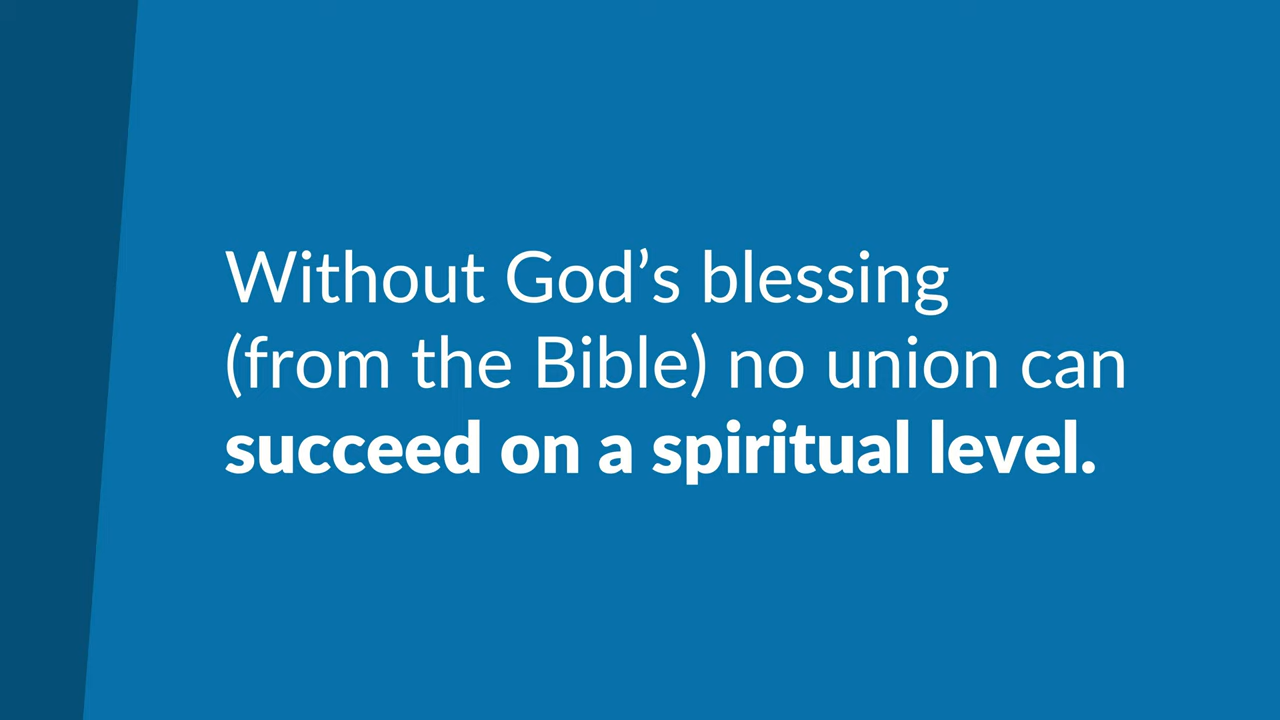 Without God’s blessing
(from the Bible) no union can
succeed on a spiritual level.